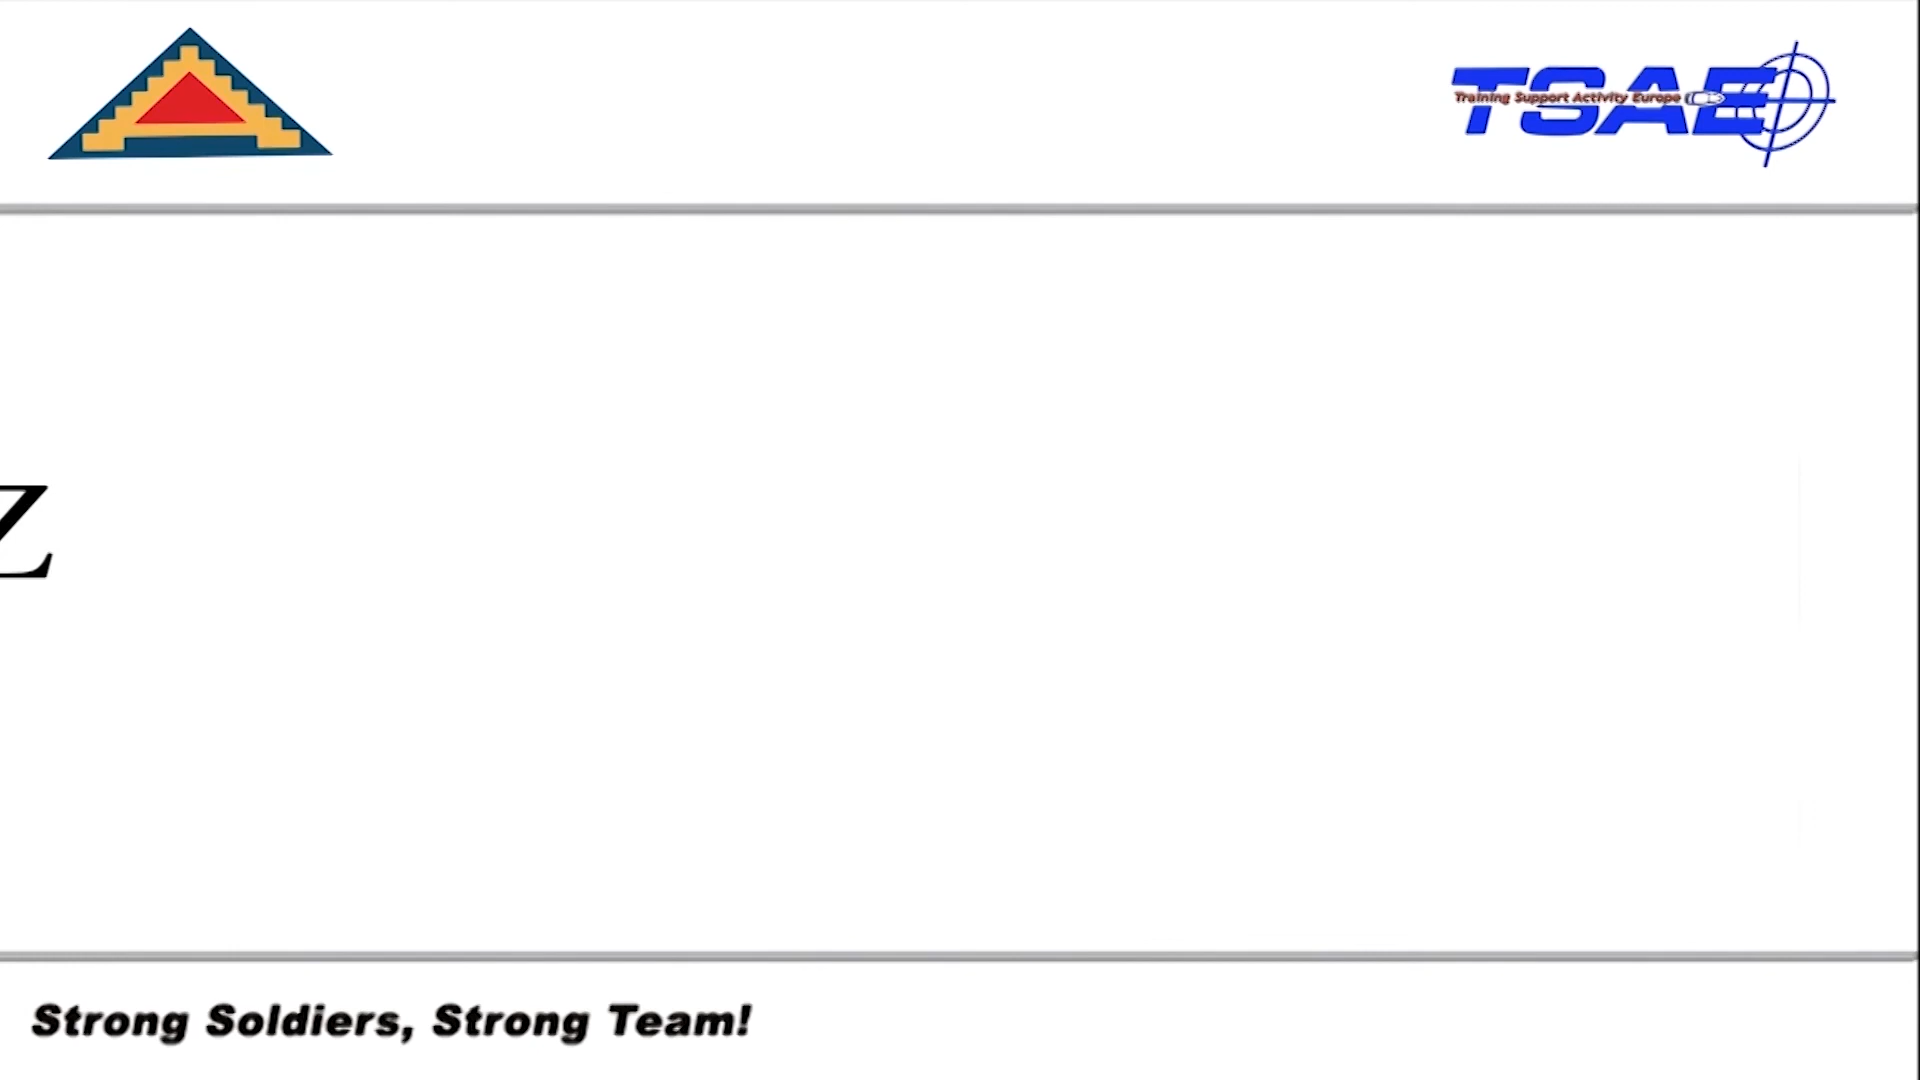 TSAE
Training Support Activity Europe
Z
Strong Soldiers, Strong Team!